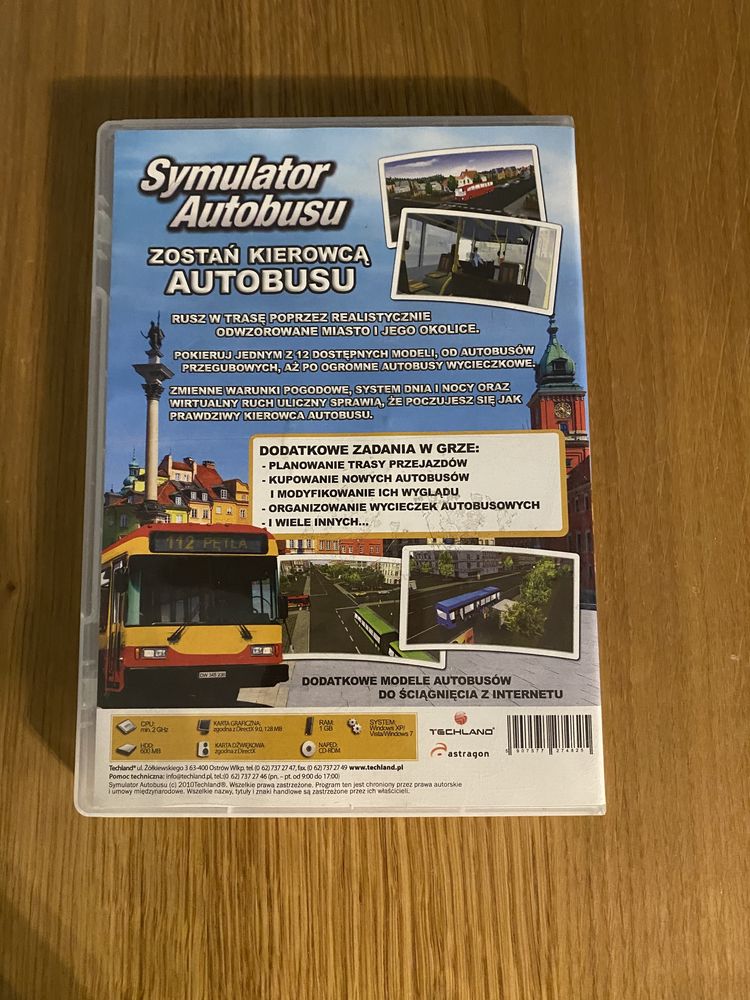 Symulator
Autobusu
ZOSTAŃ KIEROWCĄ
AUTOBUSU
RUSZ W TRASĘ POPRZEZ REALISTYCZNIE
ODWZOROWANE MIASTO I JEGO OKOLICE.
POKIERUJ JEDNYM Z 12 DOSTĘPNYCH MODELI, OD AUTOBUSÓW
PRZEGUBOWYCH, AŻ PO OGROMNE AUTOBUSY WYCIECZKOWE.
ZMIENNE WARUNKI POGODOWE, SYSTEM DNIA I NOCY ORAZ
WIRTUALNY RUCH ULICZNY SPRAWIĄ, ŻE POCZUJESZ SIĘ JAK
PRAWDZIWY KIEROWCA AUTOBUSU.
DODATKOWE ZADANIA W GRZE:
- PLANOWANIE TRASY PRZEJAZDÓW
- KUPOWANIE NOWYCH AUTOBUSÓW
I MODYFIKOWANIE ICH WYGLĄDU
- ORGANIZOWANIE WYCIECZEK AUTOBUSOWYCH
- I WIELE INNYCH...
112 PĘTLA
DODATKOWE MODELE AUTOBUSÓW
DO ŚCIĄGNIĘCIA Z INTERNETU
CPU:
min. 2 GHz
KARTA GRAFICZNA:
zgodna z DirectX 9.0, 128 MB
RAM:
1 GB
SYSTEM:
Windows XP/
Vista/Windows 7
HDD:
600 MB
KARTA DŹWIĘKOWA:
zgodna z DirectX
NAPĘD:
CD-ROM
TECHLAND
astragon
5 907577 274825
Techland® ul. Żółkiewskiego 3 63-400 Ostrów Wlkp. tel.(0 62) 737 27 47, fax. (0 62) 737 27 49 www.techland.pl
Pomoc techniczna: info@techland.pl, tel.:(0 62) 737 27 46 (pn. – pt. od 9:00 do 17:00)
Symulator Autobusu (c) 2010Techland®. Wszelkie prawa zastrzeżone. Program ten jest chroniony przez prawa autorskie
i umowy międzynarodowe. Wszelkie nazwy, tytuły i znaki handlowe są zastrzeżone przez ich właścicieli.